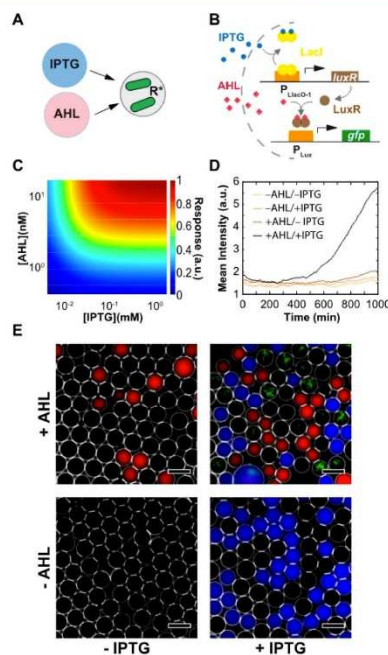 A
IPTG
AHL
R*
B
IPTG
LacI
luxR
P LlacO-1
AHL
LuxR
gfp
P Lux
C
[AHL](nM)
10⁰
10⁻²
10⁻¹
10⁰
[IPTG](mM)
1
0.8
0.6
0.4
0.2
0
Response (a.u.)
D
Mean Intensity (a.u.)
6
5
4
3
2
1
–AHL/–IPTG
–AHL/+IPTG
+AHL/– IPTG
+AHL/+IPTG
0
200
400
600
800
1000
Time (min)
E
+ AHL
- AHL
- IPTG
+ IPTG